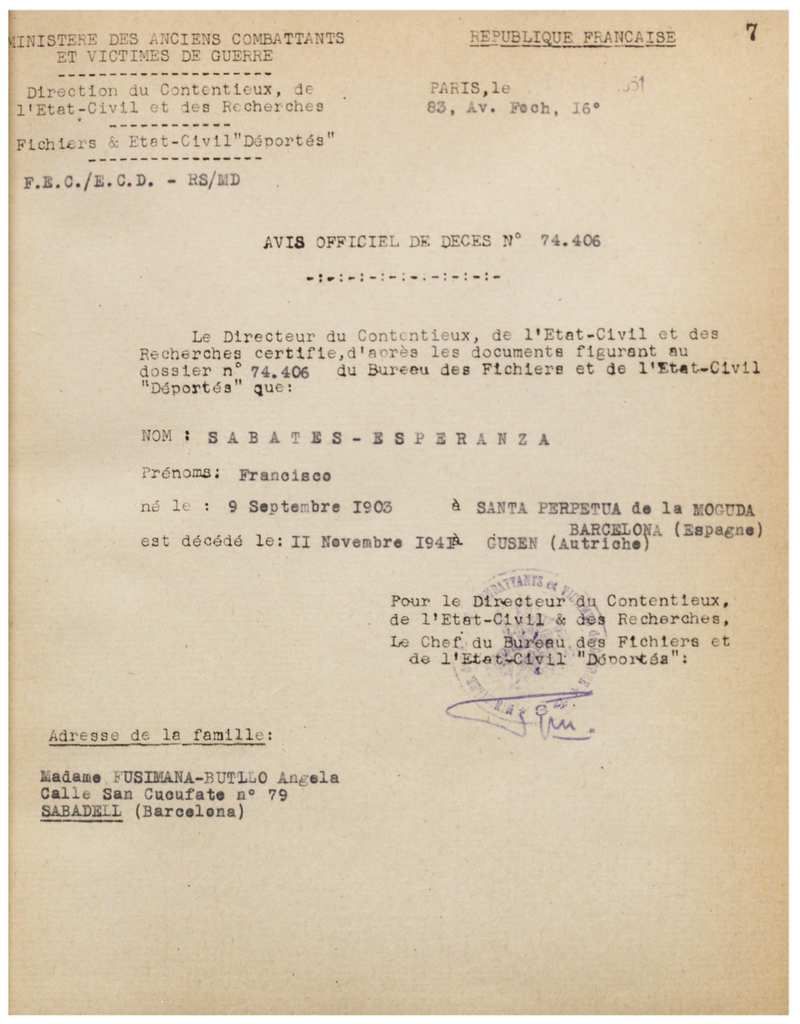 7
MINISTERE DES ANCIENS COMBATTANTS
ET VICTIMES DE GUERRE
REPUBLIQUE FRANCAISE
Direction du Contentieux, de
l'Etat-Civil et des Recherches
PARIS, le
83, Av. Foch, 16°
Fichiers & Etat-Civil"Déportés"
F.E.C./E.C.D. - RS/MD
AVIS OFFICIEL DE DECES N° 74.406
Le Directeur du Contentieux, de l'Etat-Civil et des
Recherches certifie,d'après les documents figurant au
dossier n° 74.406 du Bureau des Fichiers et de l'Etat-Civil
"Déportés" que:
NOM : SABATES-ESPERANZA
Prénoms: Francisco
né le : 9 Septembre 1903 à SANTA PERPETUA de la MOGUDA
BARCELONA (Espagne)
est décédé le: II Novembre 1941 à GUSEN (Autriche)
Pour le Directeur du Contentieux,
de l'Etat-Civil & des Recherches,
Le Chef du Bureau des Fichiers et
de l'Etat-Civil "Déportés":
Adresse de la famille:
Madame FUSIMANA-BUTLLO Angela
Calle San Cucufate n° 79
SABADELL (Barcelona)